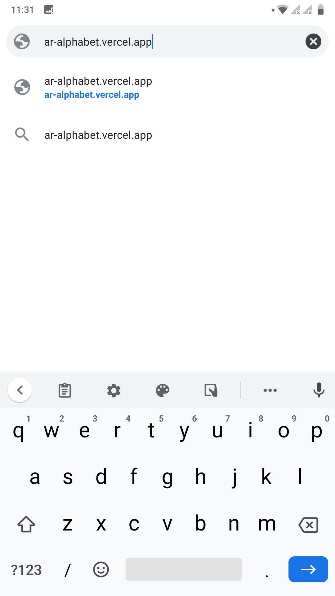 11:31
ar-alphabet.vercel.app
ar-alphabet.vercel.app
ar-alphabet.vercel.app
ar-alphabet.vercel.app
1 2 3 4 5 6 7 8 9 0
q w e r t y u i o p
a s d f g h j k l
z x c v b n m
?123 / .